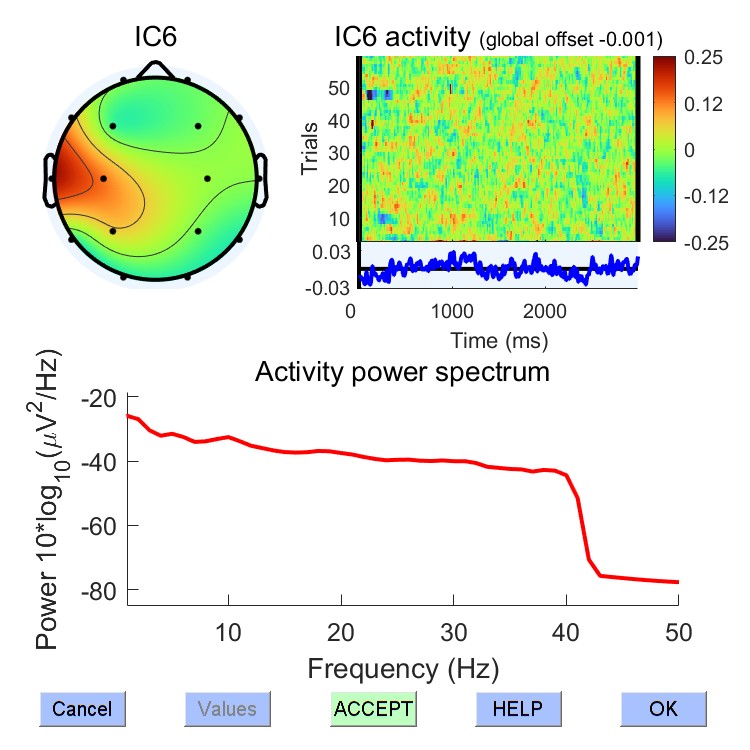 IC6
IC6 activity (global offset -0.001)
Trials
50
40
30
20
10
0.25
0.12
0
-0.12
-0.25
0.03
-0.03
0
1000
2000
Time (ms)
Activity power spectrum
Power 10*log₁₀(μV²/Hz)
-20
-40
-60
-80
10
20
30
40
50
Frequency (Hz)
Cancel
Values
ACCEPT
HELP
OK